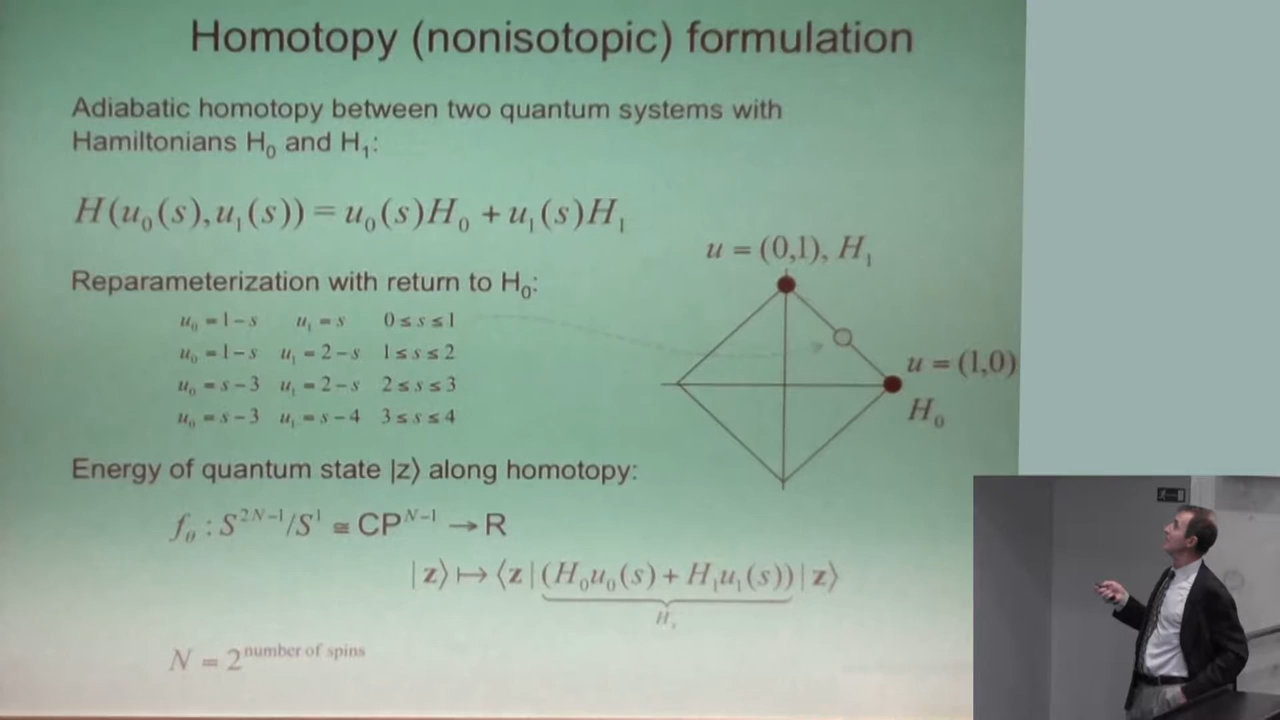 Homotopy (nonisotopic) formulation
Adiabatic homotopy between two quantum systems with
Hamiltonians H₀ and H₁:
H(u₀(s),u₁(s)) = u₀(s)H₀ + u₁(s)H₁
u = (0,1), H₁
Reparameterization with return to H₀:
u₀ = 1 − s u₁ = s 0 ≤ s ≤ 1
u₀ = 1 − s u₁ = 2 − s 1 ≤ s ≤ 2
u₀ = s − 3 u₁ = 2 − s 2 ≤ s ≤ 3
u₀ = s − 3 u₁ = s − 4 3 ≤ s ≤ 4
u = (1,0)
H₀
Energy of quantum state |z⟩ along homotopy:
f_θ : S^{2N−1}/S¹ ≅ CP^{N−1} → R
|z⟩ ↦ ⟨z|(H₀u₀(s) + H₁u₁(s))|z⟩
H_s
N = 2^{number of spins}